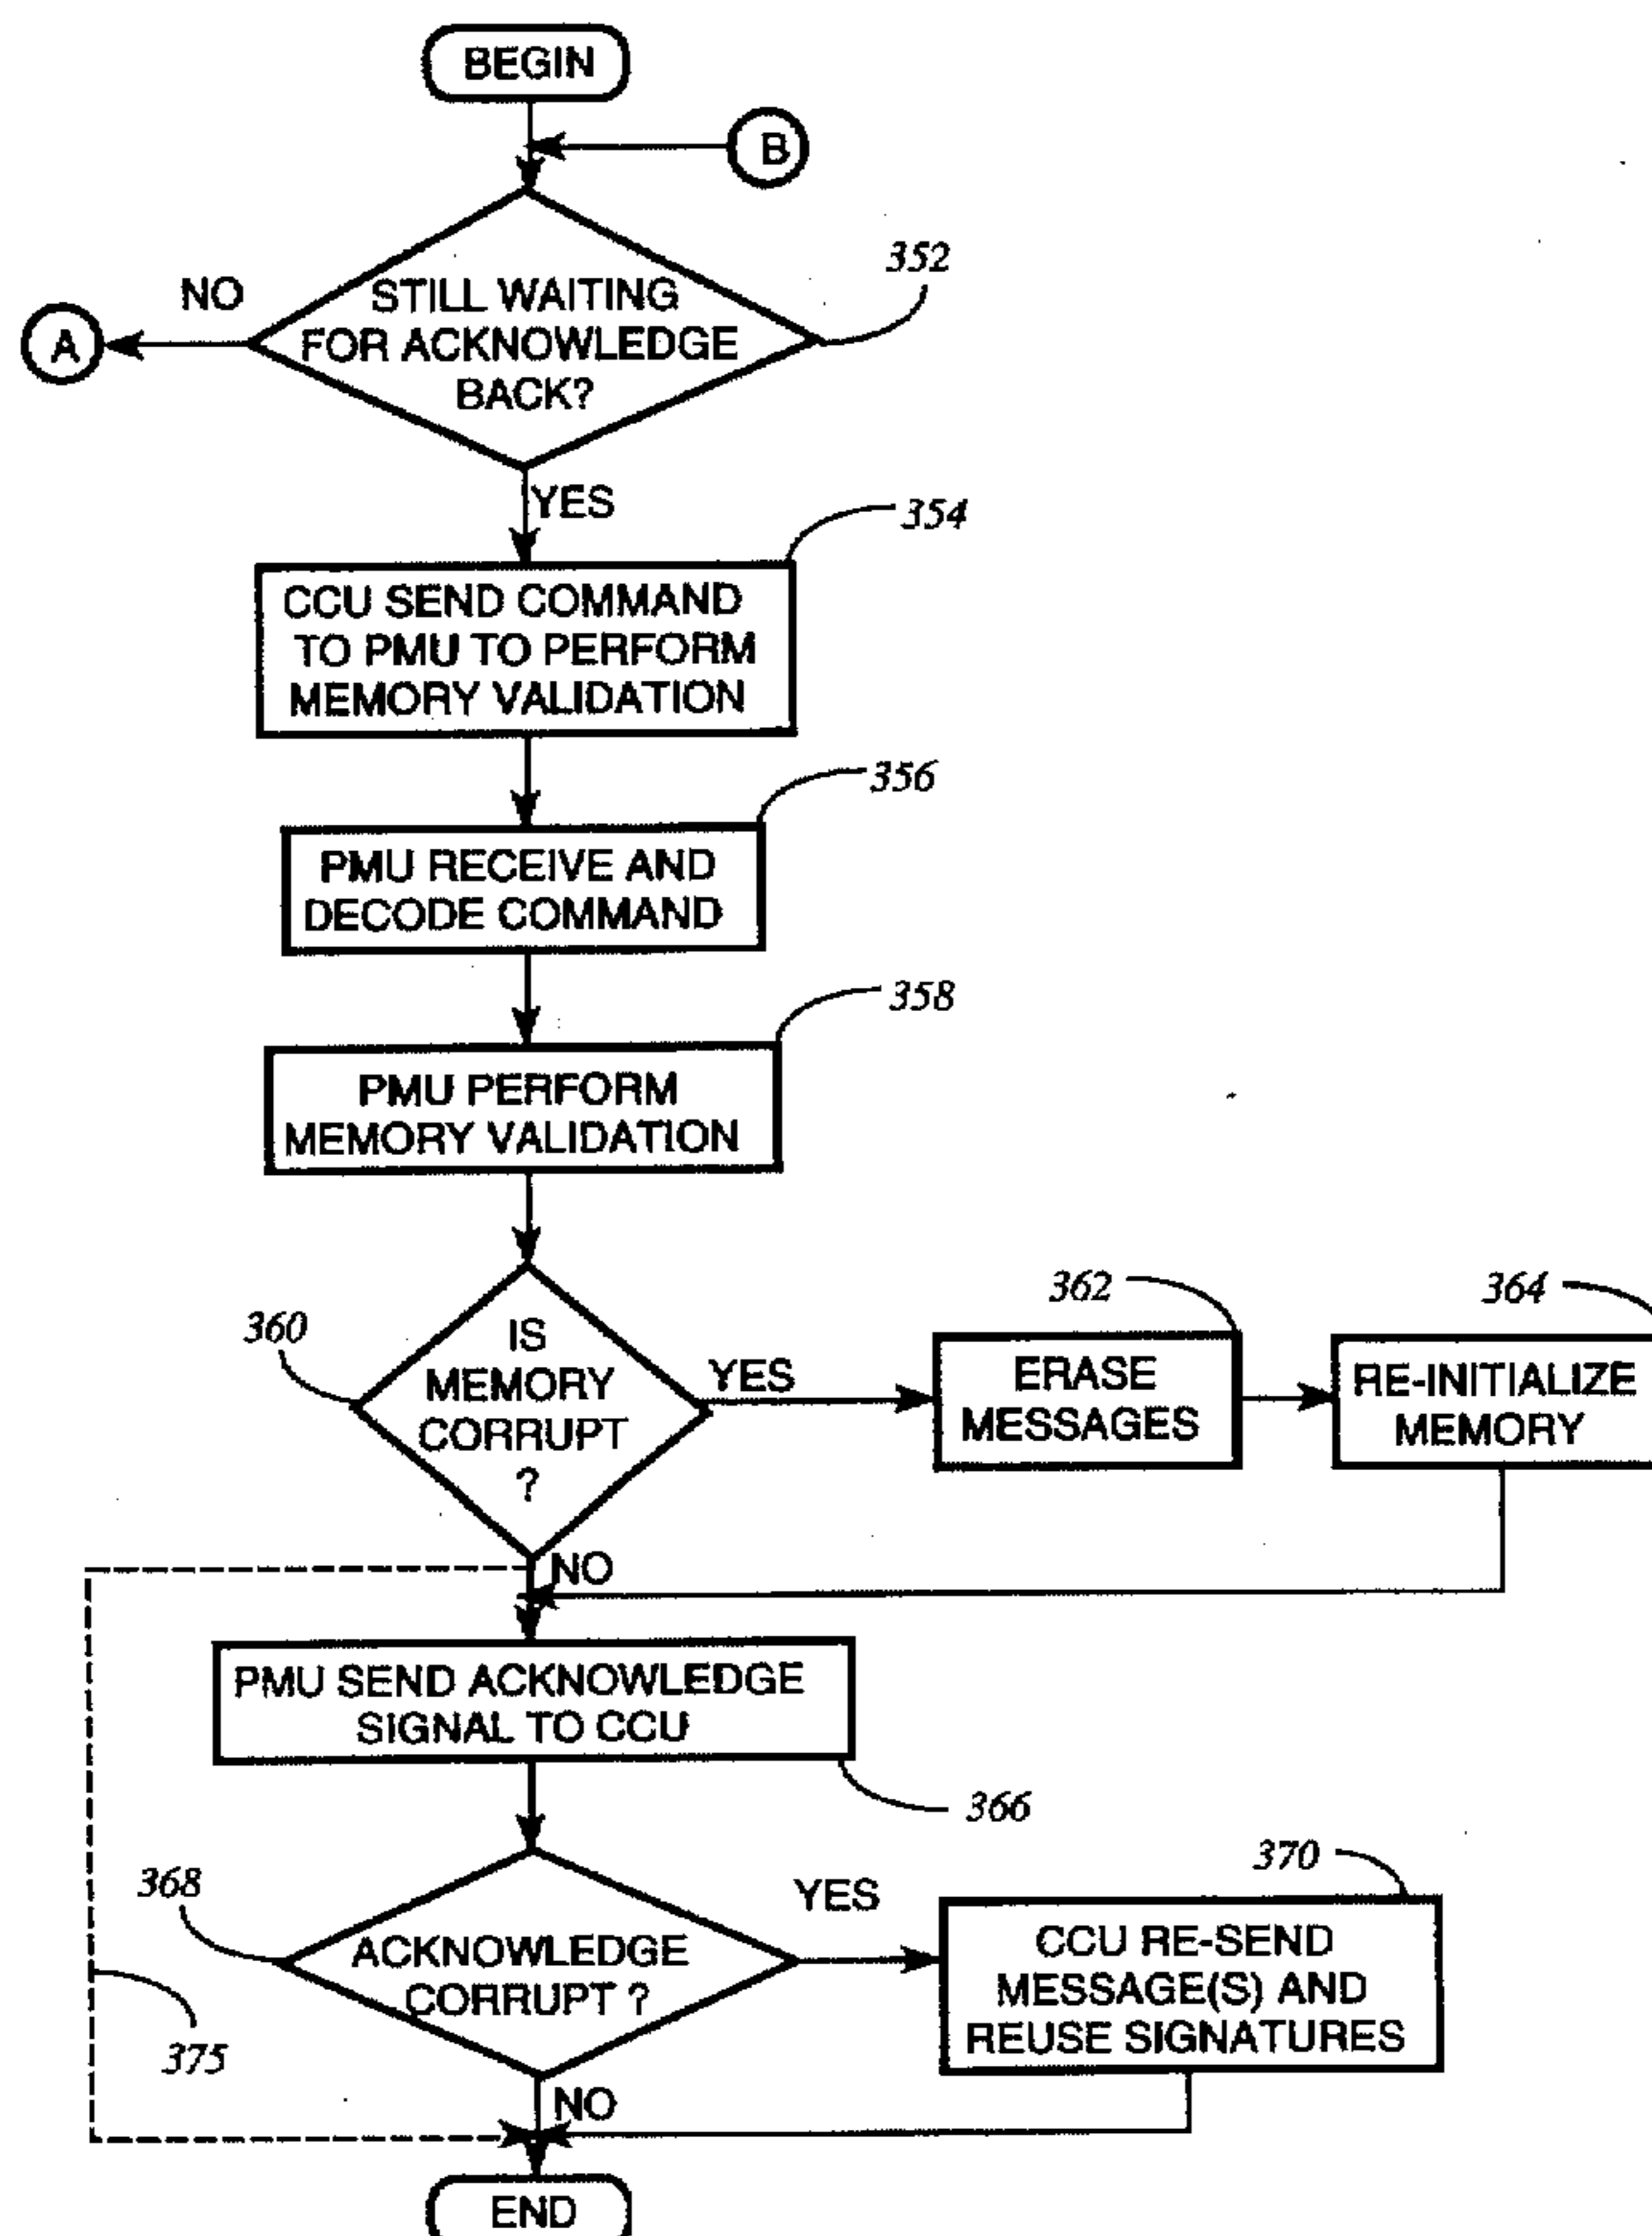 BEGIN
B
352
NO
STILL WAITING
FOR ACKNOWLEDGE
BACK?
A
YES
354
CCU SEND COMMAND
TO PMU TO PERFORM
MEMORY VALIDATION
356
PMU RECEIVE AND
DECODE COMMAND
358
PMU PERFORM
MEMORY VALIDATION
360
IS
MEMORY
CORRUPT
?
YES
362
ERASE
MESSAGES
364
RE-INITIALIZE
MEMORY
NO
PMU SEND ACKNOWLEDGE
SIGNAL TO CCU
366
368
ACKNOWLEDGE
CORRUPT ?
YES
370
CCU RE-SEND
MESSAGE(S) AND
REUSE SIGNATURES
375
NO
END